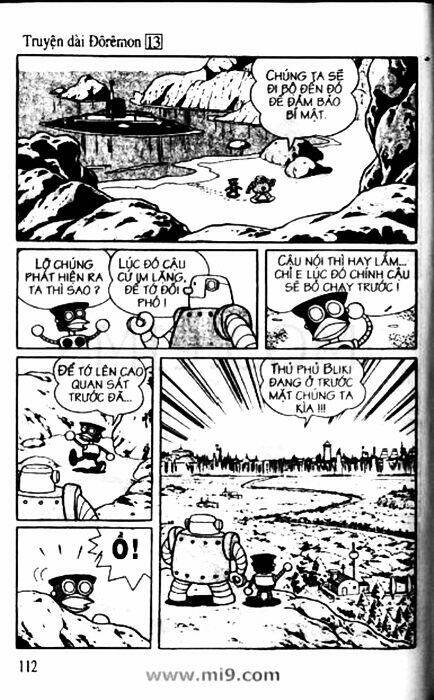 Truyện dài Đôrêmon 13
CHÚNG TA SẼ
ĐI BỘ ĐẾN ĐÓ
ĐỂ ĐẢM BẢO
BÍ MẬT.
LỠ CHÚNG
PHÁT HIỆN RA
TA THÌ SAO?
LÚC ĐÓ CẬU
CỨ IM LẶNG,
ĐỂ TỚ ĐỐI
PHÓ!
CẬU NÓI THÌ HAY LẮM...
CHỈ E LÚC ĐÓ CHÍNH CẬU
SẼ BỎ CHẠY TRƯỚC!
ĐỂ TỚ LÊN CAO
QUAN SÁT
TRƯỚC ĐÃ...
Ồ!
THỦ PHỦ BLIKI
ĐANG Ở TRƯỚC
MẶT CHÚNG TA
KÌA!!!
112
www.mi9.com